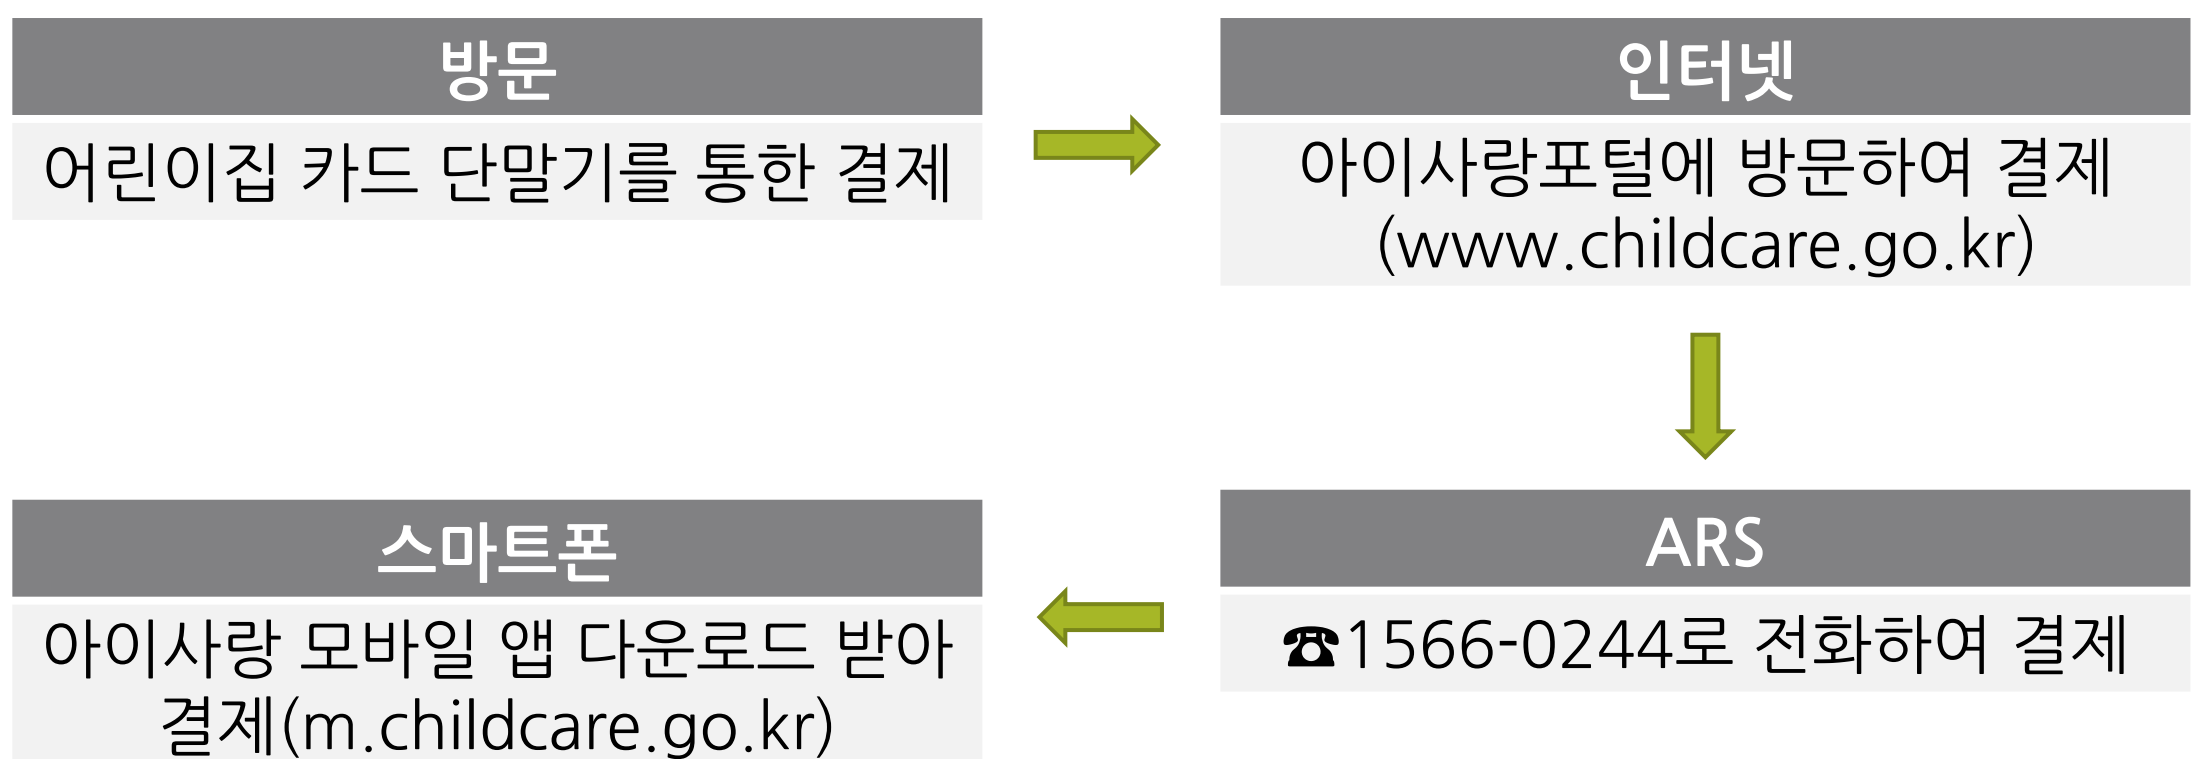 방문
어린이집 카드 단말기를 통한 결제
인터넷
아이사랑포털에 방문하여 결제
(www.childcare.go.kr)
ARS
☎1566-0244로 전화하여 결제
스마트폰
아이사랑 모바일 앱 다운로드 받아
결제(m.childcare.go.kr)